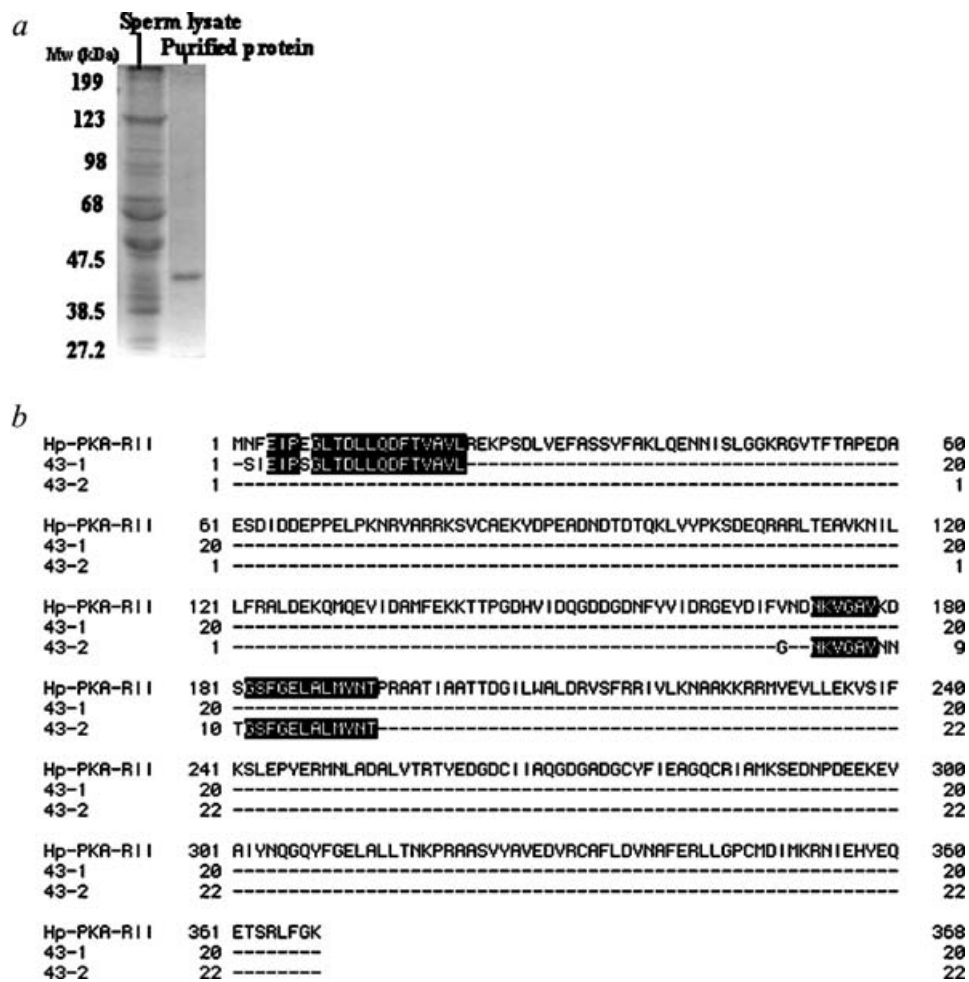 a
Sperm lysate
Mw (kDa) Purified protein
199
123
98
68
47.5
38.5
27.2
b
Hp-PKA-RII 1 MNFEIPEGLTDLLQDFTVAVLREKPSDLVEFASSYFAKLQENNISLGGKRGVTFTAPEDA 60
43-1 1 -SIEIPSGLTDLLQDFTVAVL--------------------------------------- 20
43-2 1 ------------------------------------------------------------ 1
Hp-PKA-RII 61 ESDIDDEPPELPKNRYARRKSVCAEKYDPEADNDTDTQKLVYPKSDEQRARLTEAVKNIL 120
43-1 20 ------------------------------------------------------------ 20
43-2 1 ------------------------------------------------------------ 1
Hp-PKA-RII 121 LFRALDEKQMQEVIDAMFEKKTTPGDHVIDQGDDGDNFYVIDRGEYDIFVNDNKVGAVKD 180
43-1 20 ------------------------------------------------------------ 20
43-2 1 -------------------------------------------------G--NKVGAVNN 9
Hp-PKA-RII 181 SGSFGELALMVNTPRAATIAATTDGILWALDRVSFRRIVLKNAAKKRRMYEVLLEKVSIF 240
43-1 20 ------------------------------------------------------------ 20
43-2 10 TGSFGELALMVNT----------------------------------------------- 22
Hp-PKA-RII 241 KSLEPYERMNLADALVTRTYEDGDCIIAQGDGADGCYFIEAGQCRIAMKSEDNPDEEKEV 300
43-1 20 ------------------------------------------------------------ 20
43-2 22 ------------------------------------------------------------ 22
Hp-PKA-RII 301 AIYNQGQYFGELALLTNKPRAASVYAVEDVRCAFLDVNAFERLLGPCMDIMKRNIEHYEQ 360
43-1 20 ------------------------------------------------------------ 20
43-2 22 ------------------------------------------------------------ 22
Hp-PKA-RII 361 ETSRLFGK 368
43-1 20 -------- 20
43-2 22 -------- 22